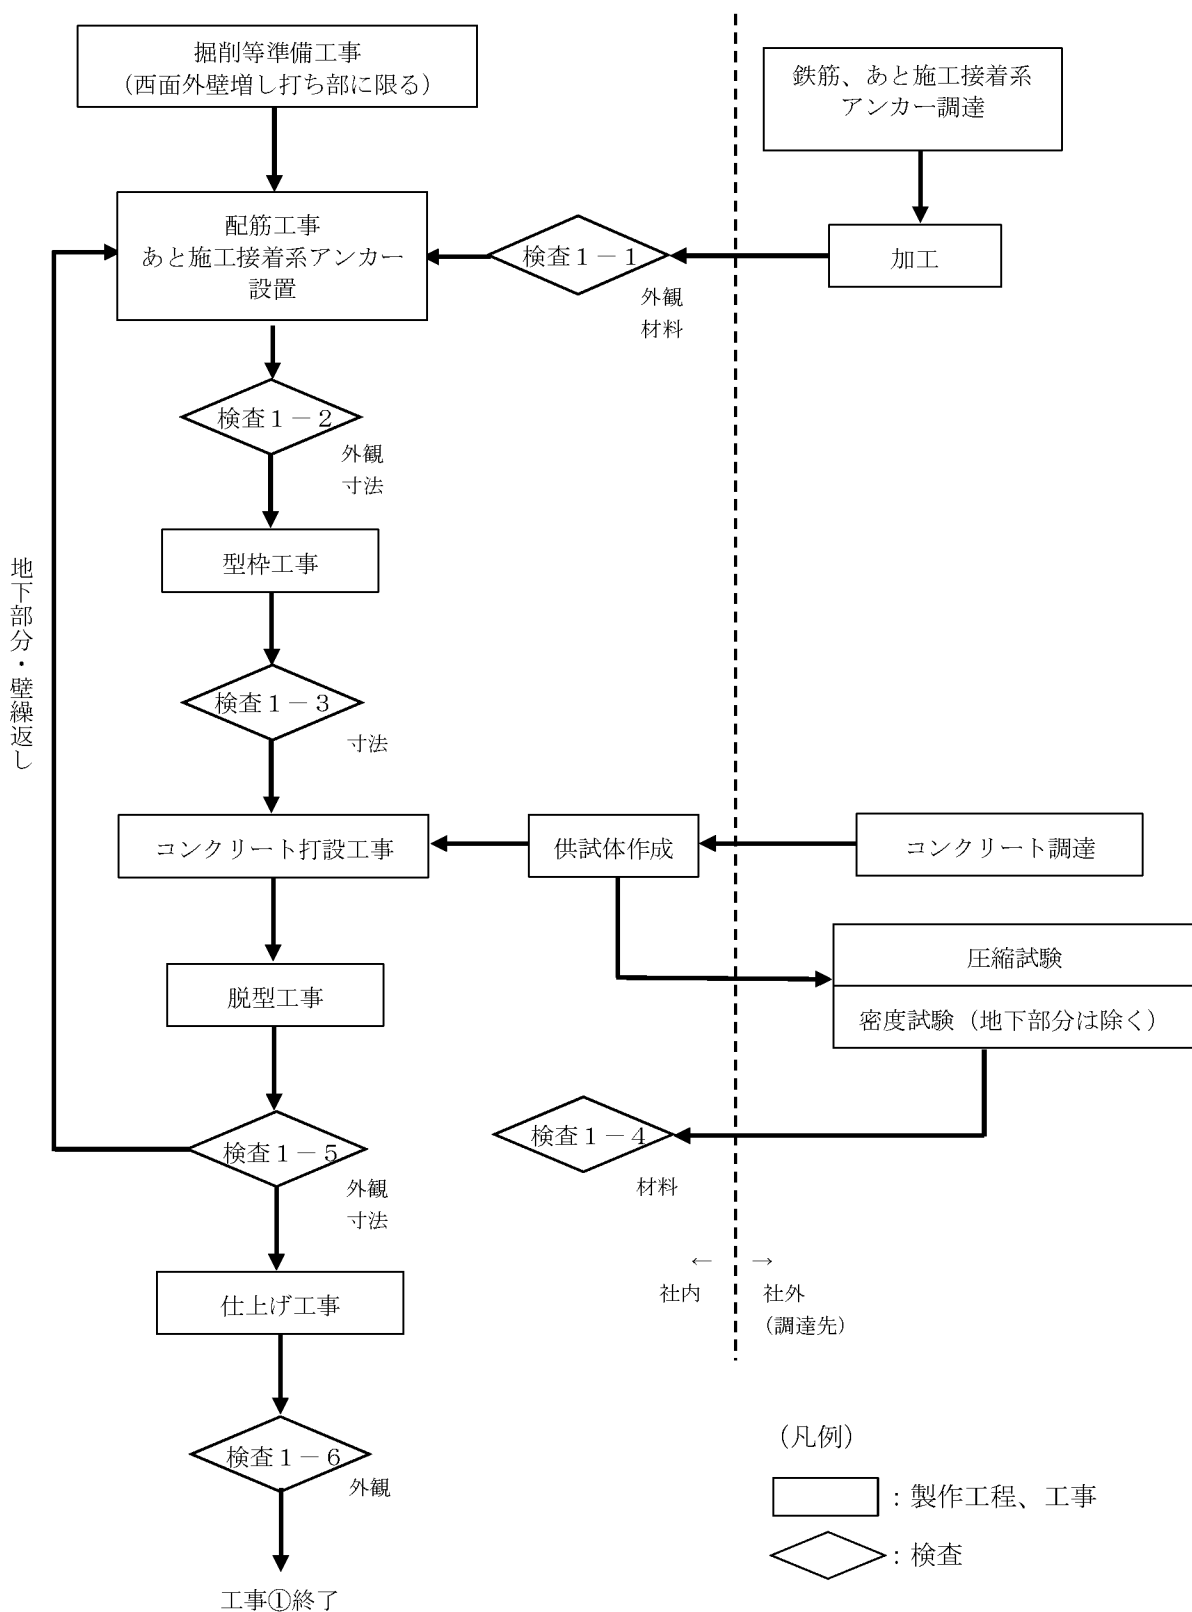 掘削等準備工事
（西面外壁増し打ち部に限る）
鉄筋、あと施工接着系
アンカー調達
配筋工事
あと施工接着系アンカー
設置
検査１－１
外観
材料
加工
検査１－２
外観
寸法
型枠工事
地下部分・壁繰返し
検査１－３
寸法
コンクリート打設工事
供試体作成
コンクリート調達
圧縮試験
密度試験（地下部分は除く）
脱型工事
検査１－４
材料
検査１－５
外観
寸法
←
社内
→
社外
（調達先）
仕上げ工事
検査１－６
外観
工事①終了
（凡例）
：製作工程、工事
：検査